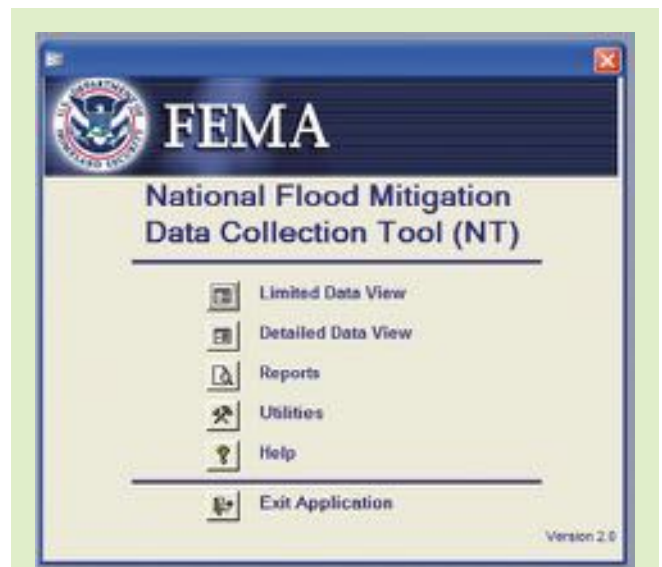 FEMA
National Flood Mitigation
Data Collection Tool (NT)
Limited Data View
Detailed Data View
Reports
Utilities
Help
Exit Application
Version 2.0